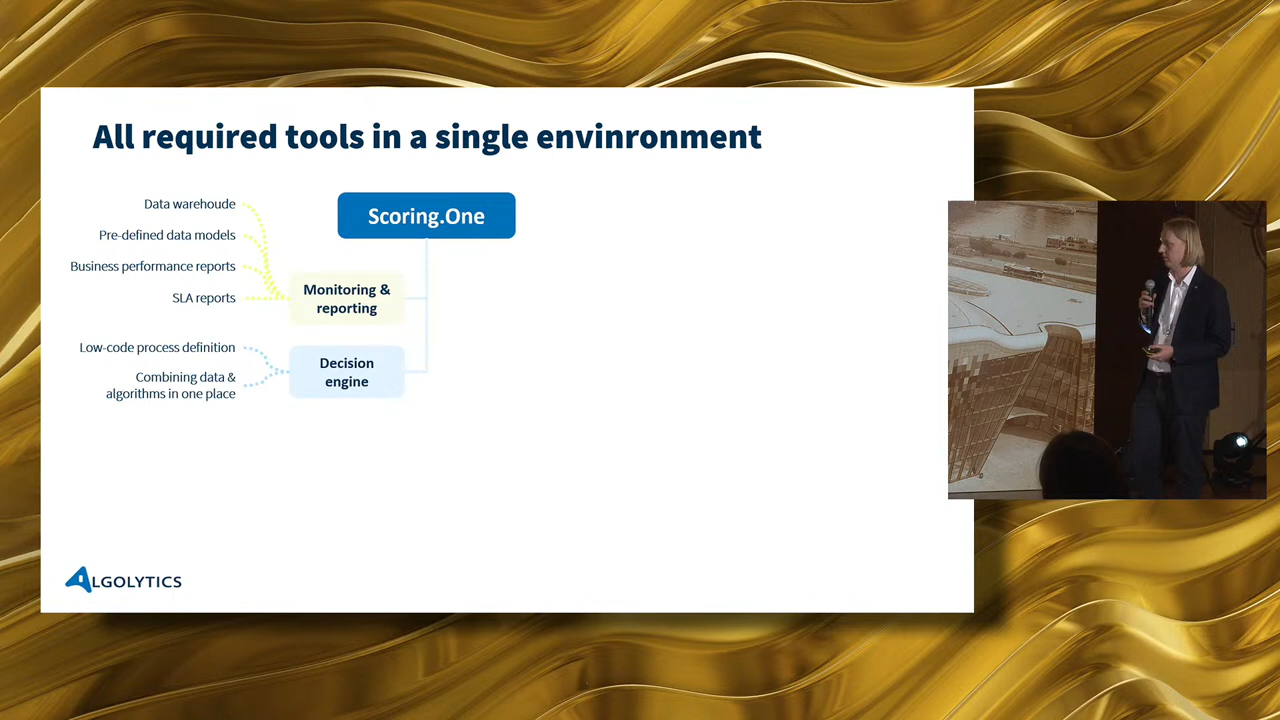 All required tools in a single envinronment
Scoring.One
Data warehoude
Pre-defined data models
Business performance reports
SLA reports
Monitoring &
reporting
Low-code process definition
Combining data &
algorithms in one place
Decision
engine
ALGOLYTICS